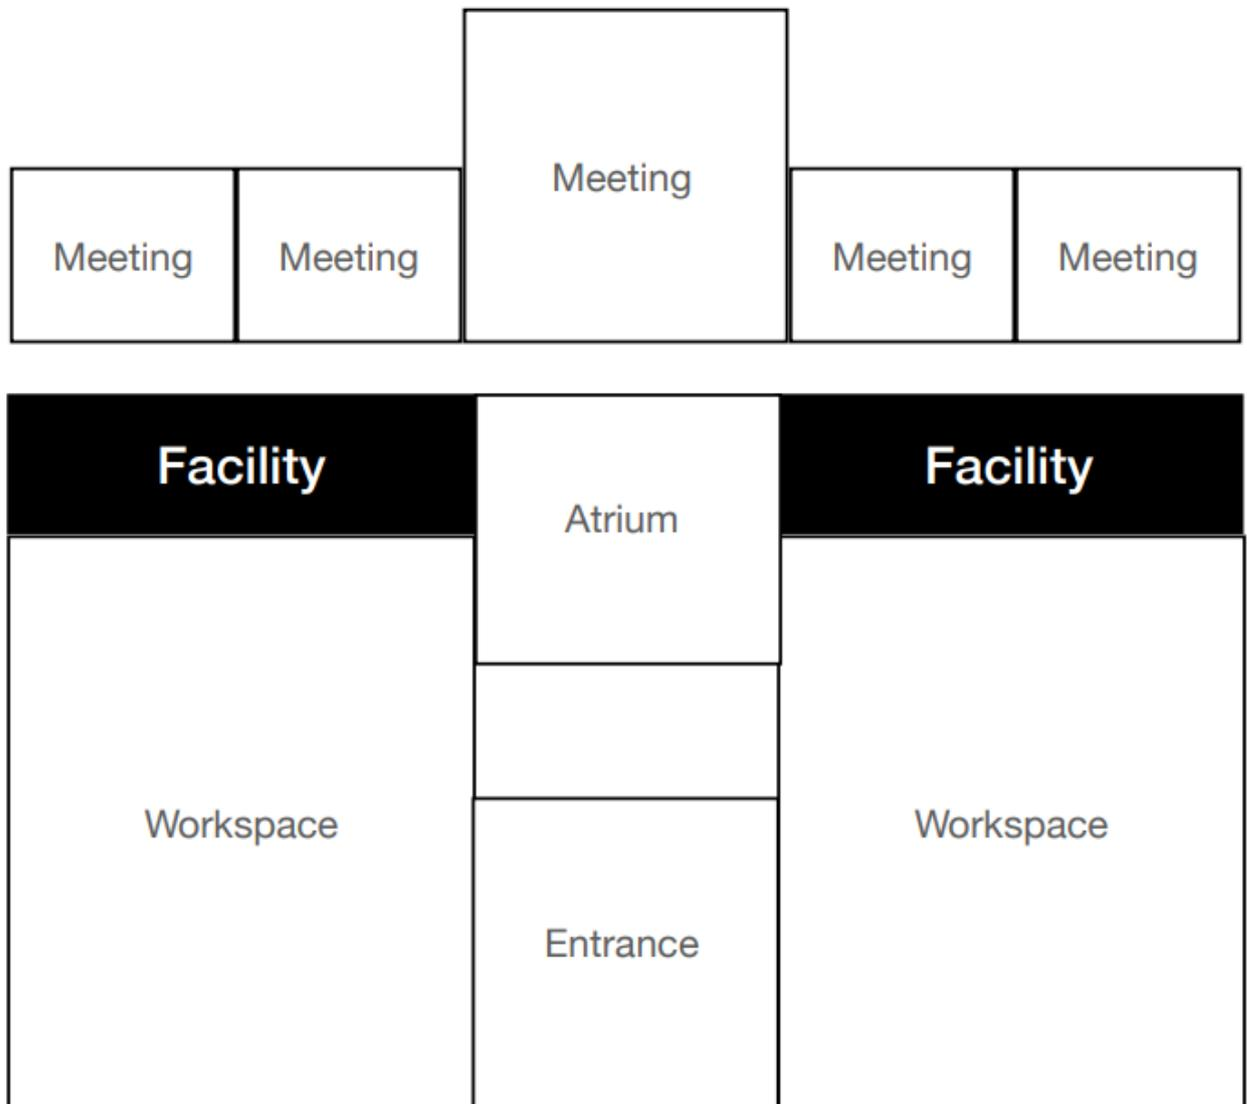 Meeting
Meeting Meeting Meeting Meeting
Facility Facility
Atrium
Workspace Workspace
Entrance